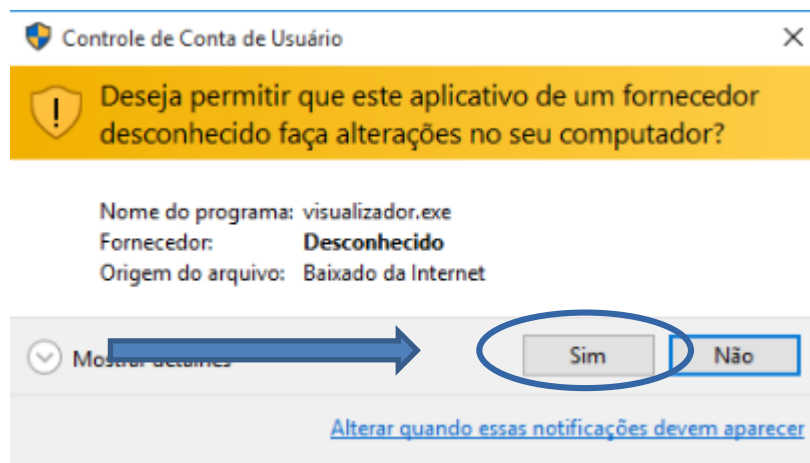 Controle de Conta de Usuário
Deseja permitir que este aplicativo de um fornecedor
desconhecido faça alterações no seu computador?
Nome do programa: visualizador.exe
Fornecedor: Desconhecido
Origem do arquivo: Baixado da Internet
Mostrar detalhes
Sim
Não
Alterar quando essas notificações devem aparecer